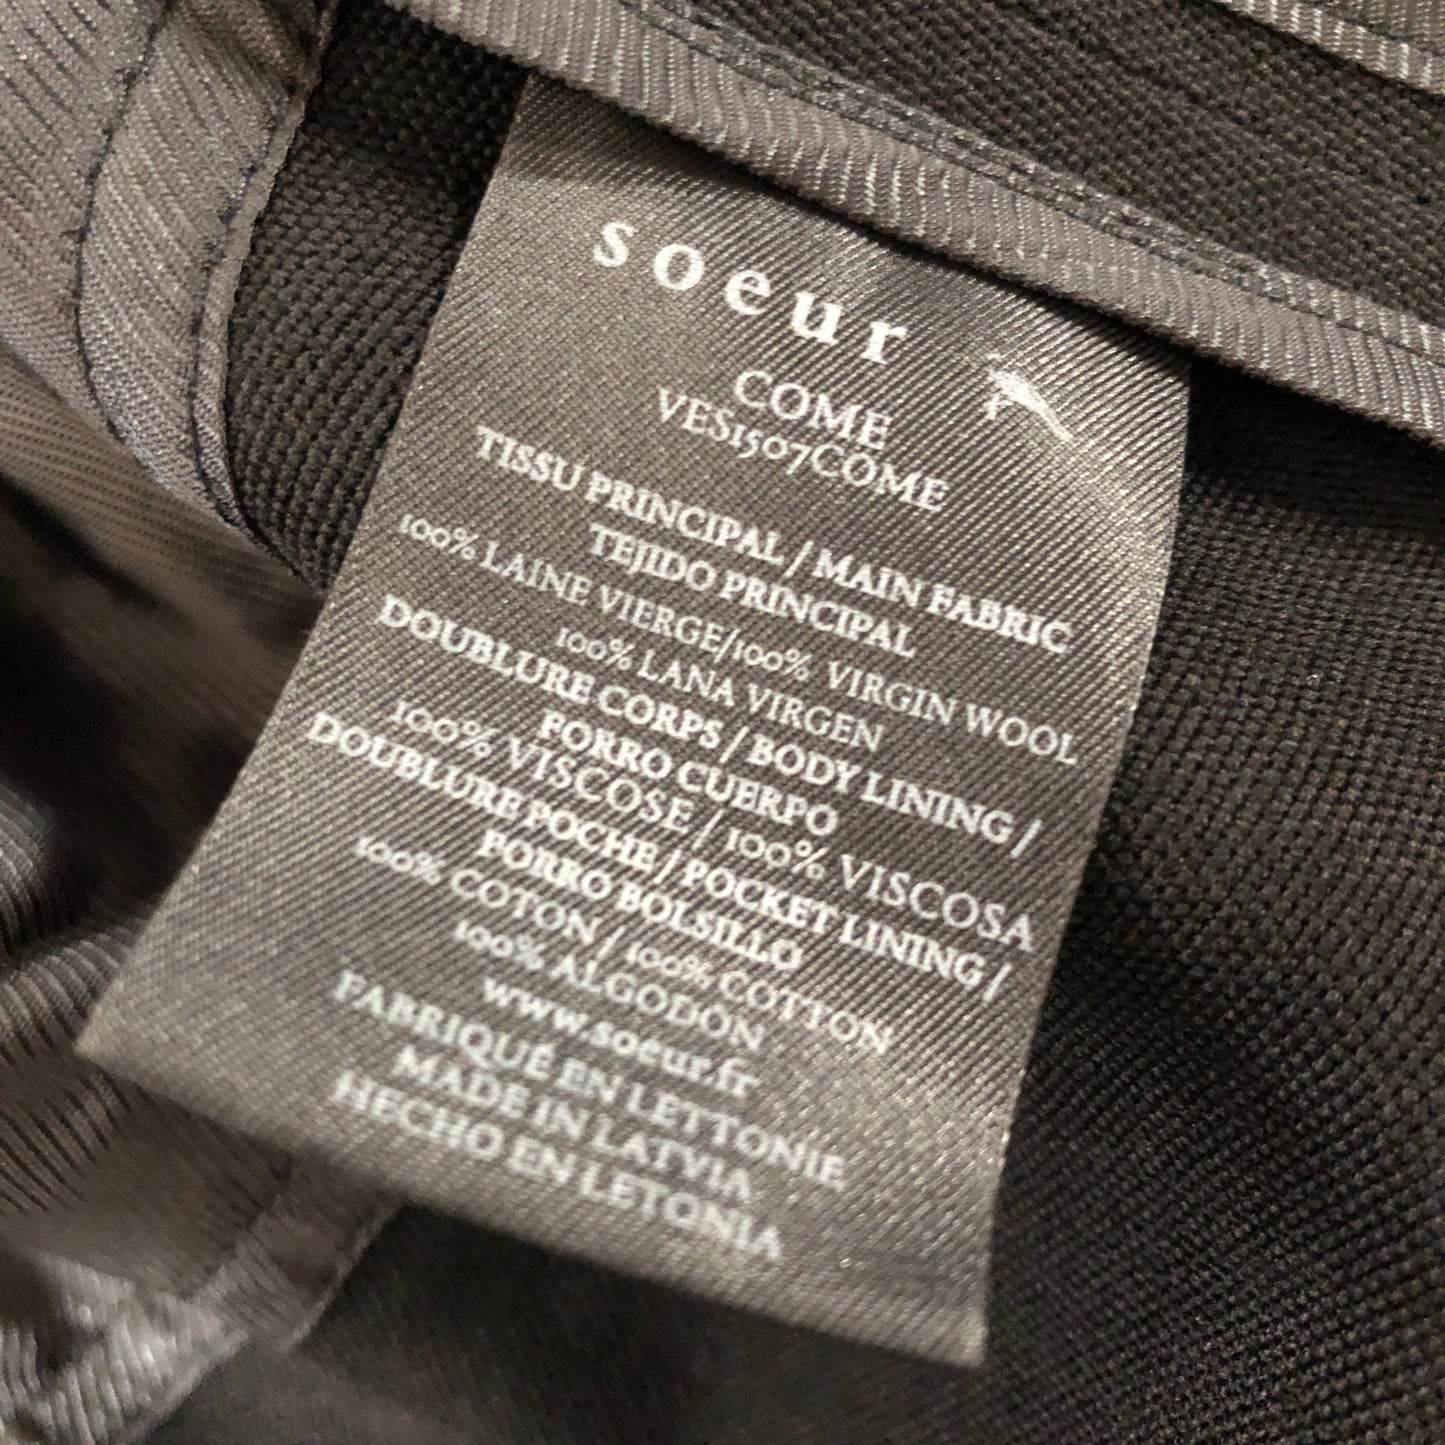 soeur
COME
VES1507COME
TISSU PRINCIPAL / MAIN FABRIC
TEJIDO PRINCIPAL
100% LAINE VIERGE/100% VIRGIN WOOL
100% LANA VIRGEN
DOUBLURE CORPS / BODY LINING /
FORRO CUERPO
100% VISCOSE / 100% VISCOSA
DOUBLURE POCHE / POCKET LINING /
FORRO BOLSILLO
100% COTON / 100% COTTON
100% ALGODÓN
www.soeur.fr
FABRIQUÉ EN LETTONIE
MADE IN LATVIA
HECHO EN LETONIA